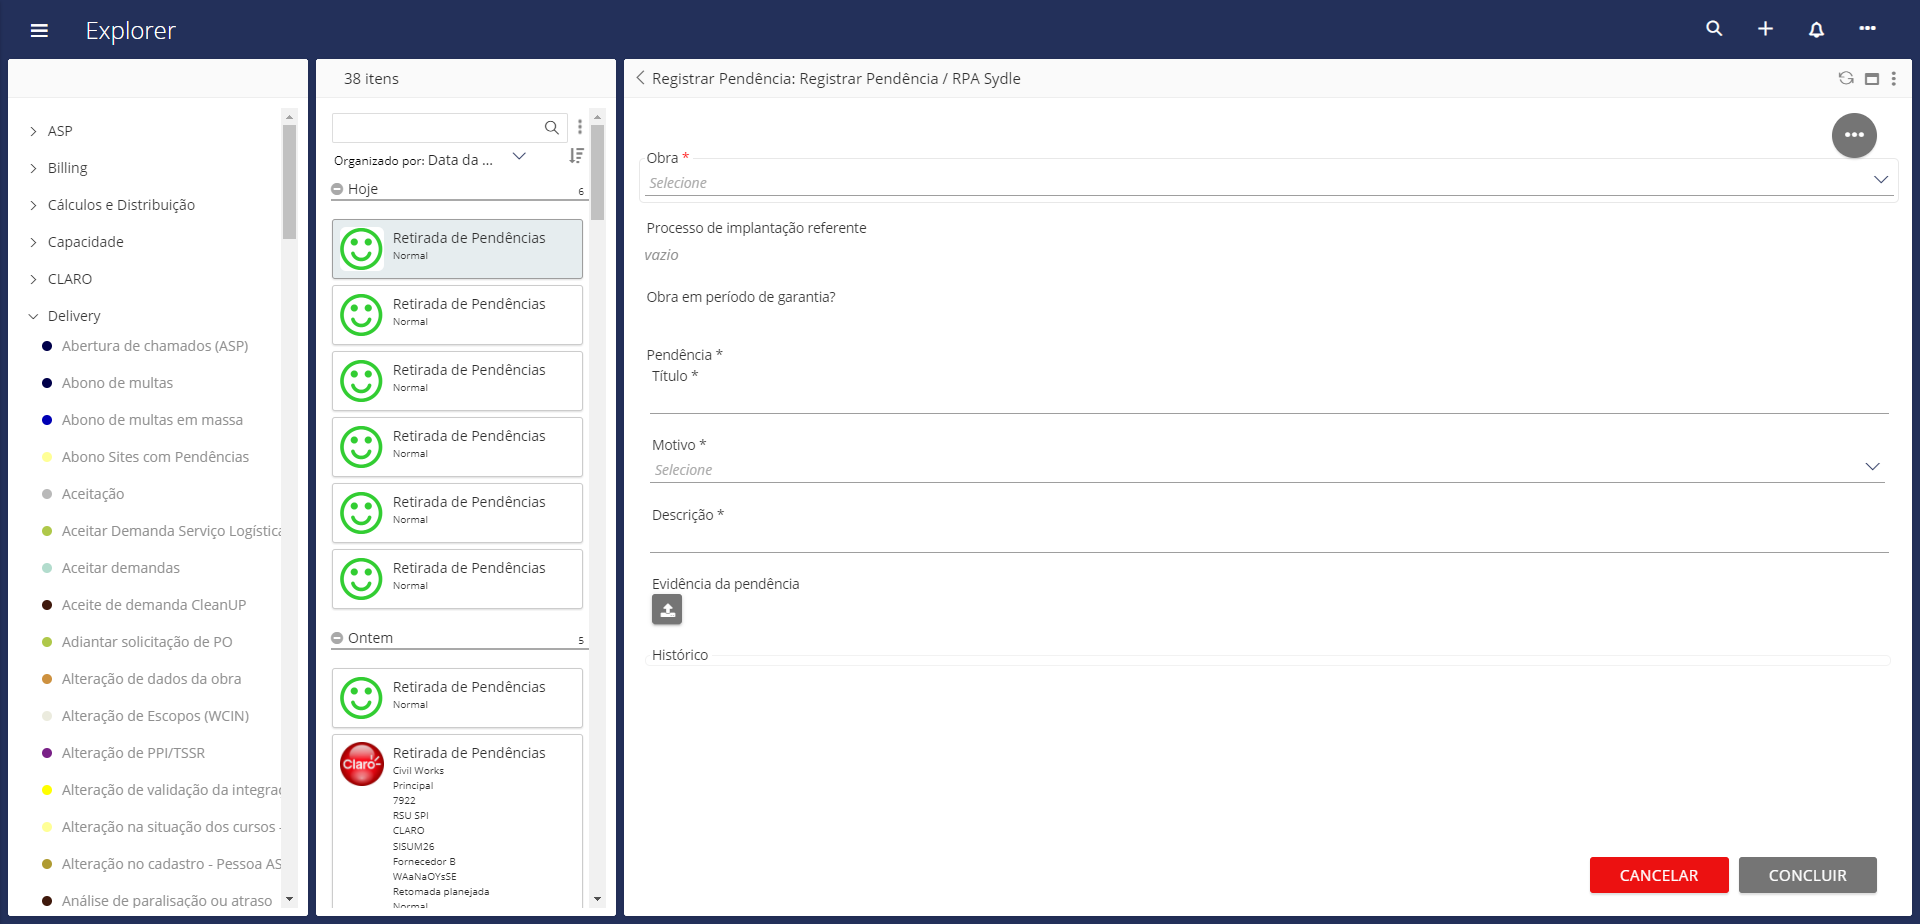 Explorer
ASP
Billing
Cálculos e Distribuição
Capacidade
CLARO
Delivery
Abertura de chamados (ASP)
Abono de multas
Abono de multas em massa
Abono Sites com Pendências
Aceitação
Aceitar Demanda Serviço Logística
Aceitar demandas
Aceite de demanda CleanUP
Adiantar solicitação de PO
Alteração de dados da obra
Alteração de Escopos (WCIN)
Alteração de PPI/TSSR
Alteração de validação da integraç
Alteração na situação dos cursos -
Alteração no cadastro - Pessoa AS
Análise de paralisação ou atraso
38 itens
Organizado por: Data da ...
Hoje 6
Retirada de Pendências
Normal
Retirada de Pendências
Normal
Retirada de Pendências
Normal
Retirada de Pendências
Normal
Retirada de Pendências
Normal
Retirada de Pendências
Normal
Ontem 5
Retirada de Pendências
Normal
Claro
Retirada de Pendências
Civil Works
Principal
7922
RSU SPI
CLARO
SISUM26
Fornecedor B
WAaNaOYsSE
Retomada planejada
Normal
Registrar Pendência: Registrar Pendência / RPA Sydle
Obra *
Selecione
Processo de implantação referente
vazio
Obra em período de garantia?
Pendência *
Título *
Motivo *
Selecione
Descrição *
Evidência da pendência
Histórico
CANCELAR
CONCLUIR